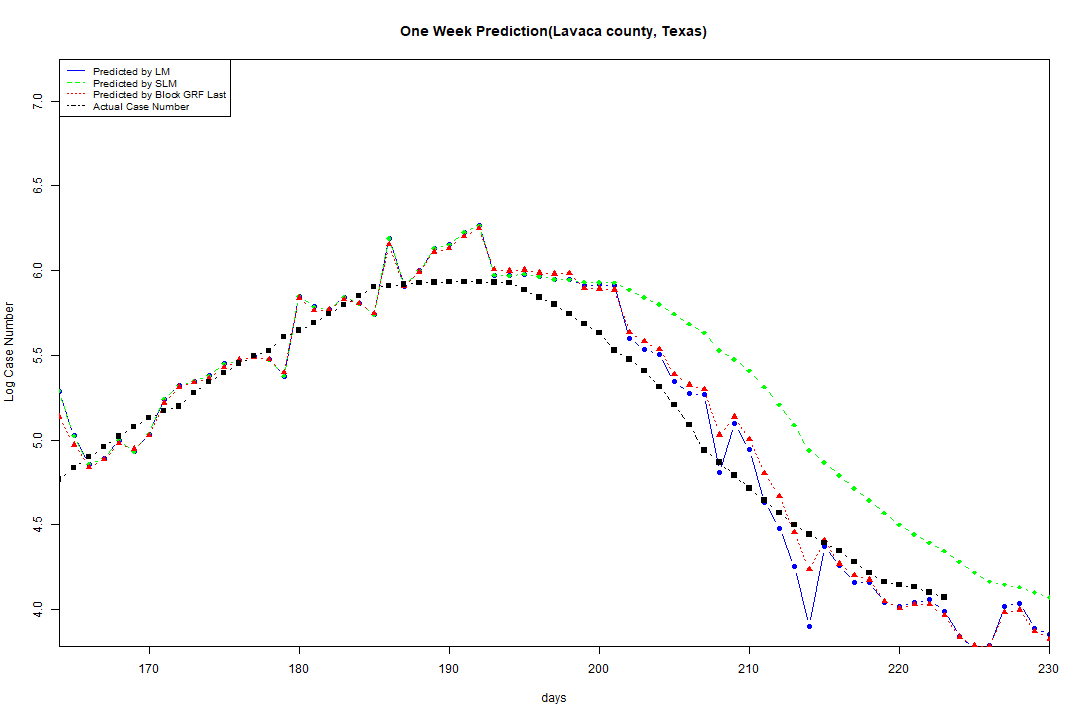 One Week Prediction(Lavaca county, Texas)
Predicted by LM
Predicted by SLM
Predicted by Block GRF Last
Actual Case Number
7.0
6.5
6.0
5.5
5.0
4.5
4.0
Log Case Number
170 180 190 200 210 220 230
days